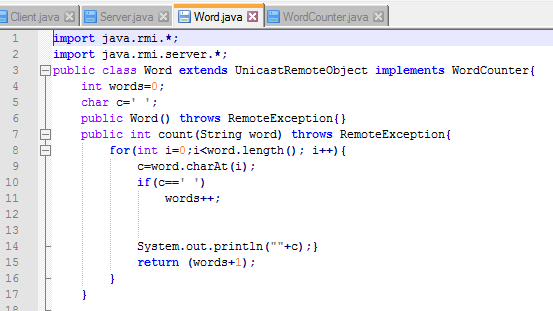 Client.java Server.java Word.java WordCounter.java
1 import java.rmi.*;
2 import java.rmi.server.*;
3 public class Word extends UnicastRemoteObject implements WordCounter{
4 int words=0;
5 char c=' ';
6 public Word() throws RemoteException{}
7 public int count(String word) throws RemoteException{
8 for(int i=0;i<word.length(); i++){
9 c=word.charAt(i);
10 if(c==' ')
11 words++;
12
13
14 System.out.println(""+c);}
15 return (words+1);
16 }
17 }
18